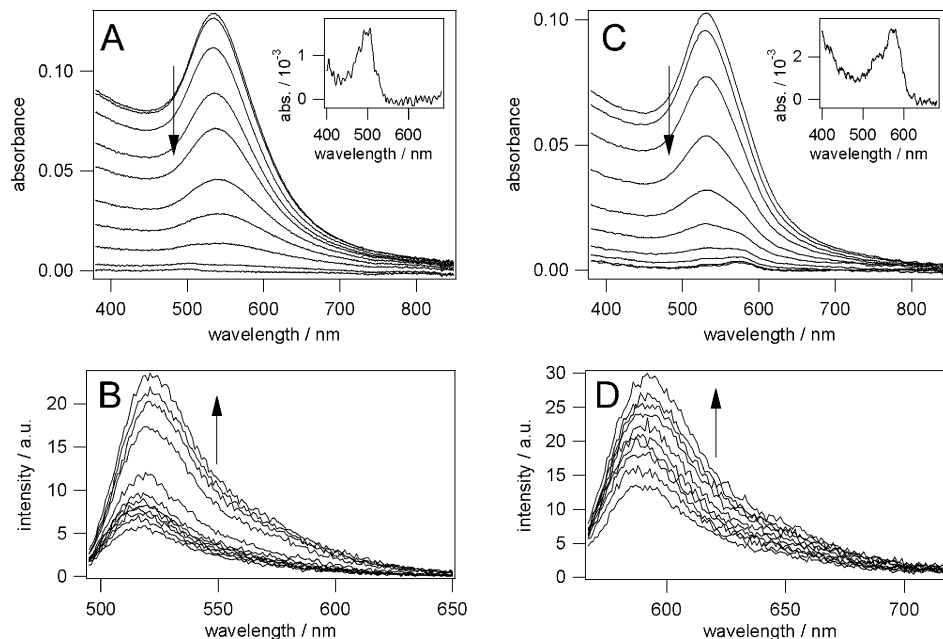 A
absorbance
0.10
0.05
0.00
400 500 600 700 800
wavelength / nm
abs. / 10⁻³
1
0
400 500 600
wavelength / nm
C
absorbance
0.10
0.05
0.00
400 500 600 700 800
wavelength / nm
abs. / 10⁻³
2
0
400 500 600
wavelength / nm
B
intensity / a.u.
20
15
10
5
0
500 550 600 650
wavelength / nm
D
intensity / a.u.
30
25
20
15
10
5
0
600 650 700
wavelength / nm